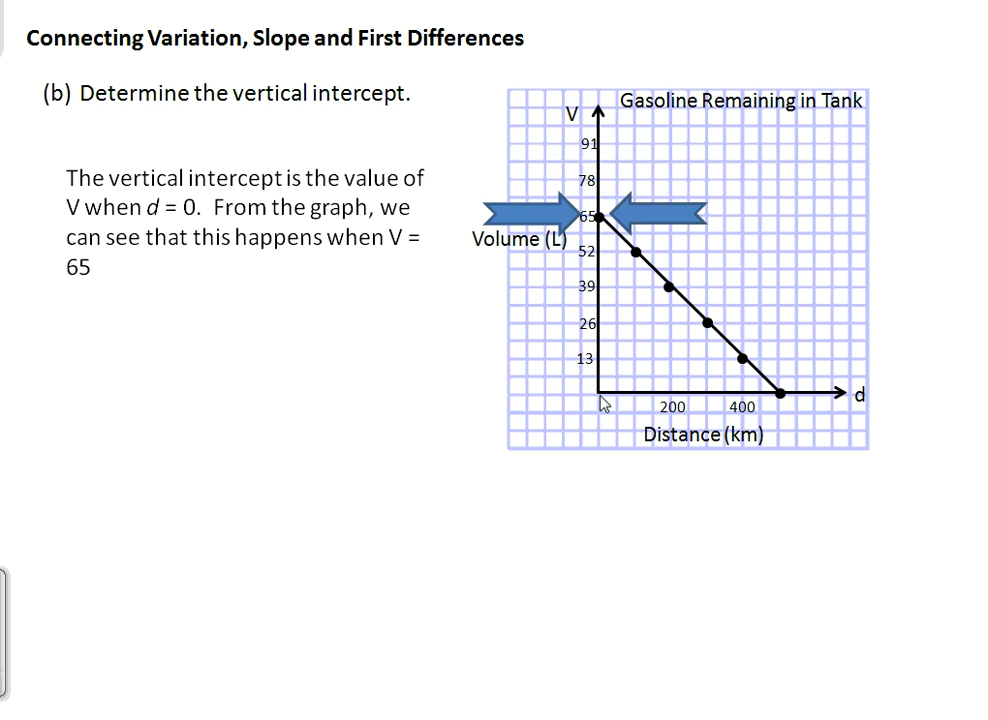 Connecting Variation, Slope and First Differences
(b) Determine the vertical intercept.
The vertical intercept is the value of
V when d = 0. From the graph, we
can see that this happens when V =
65
Gasoline Remaining in Tank
V
91
78
65
Volume (L)
52
39
26
13
d
200 400
Distance (km)